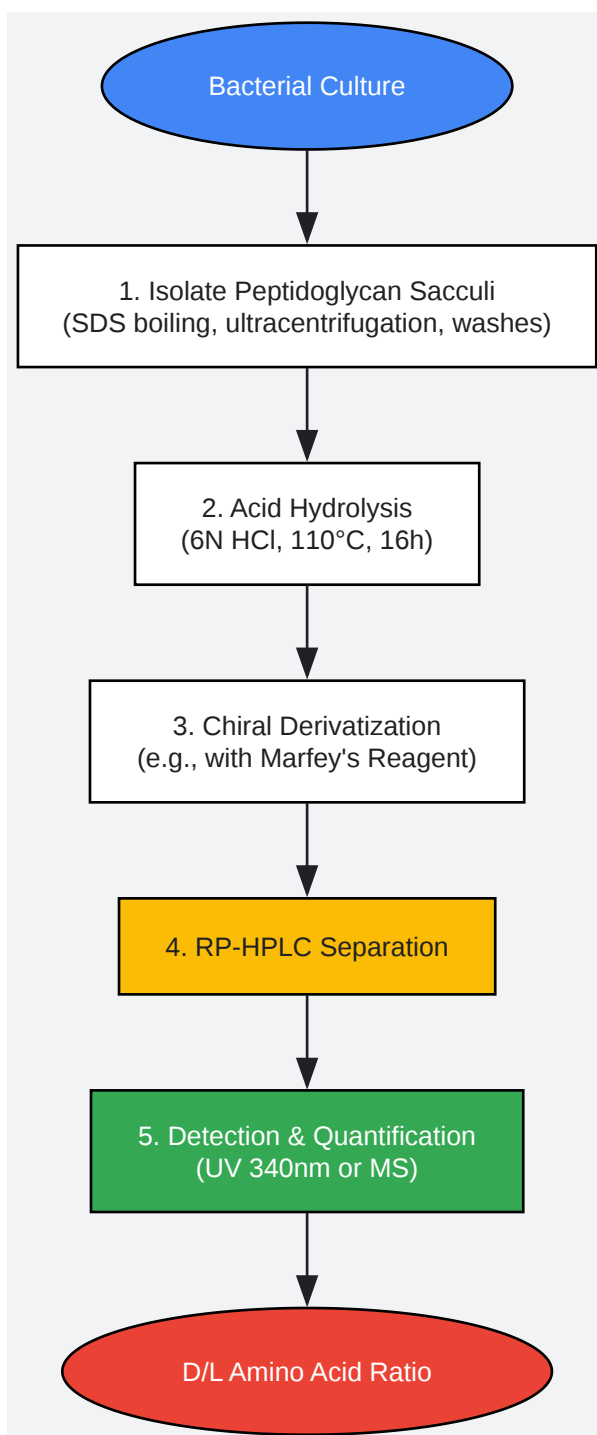 Bacterial Culture
1. Isolate Peptidoglycan Sacculi
(SDS boiling, ultracentrifugation, washes)
2. Acid Hydrolysis
(6N HCl, 110°C, 16h)
3. Chiral Derivatization
(e.g., with Marfey's Reagent)
4. RP-HPLC Separation
5. Detection & Quantification
(UV 340nm or MS)
D/L Amino Acid Ratio